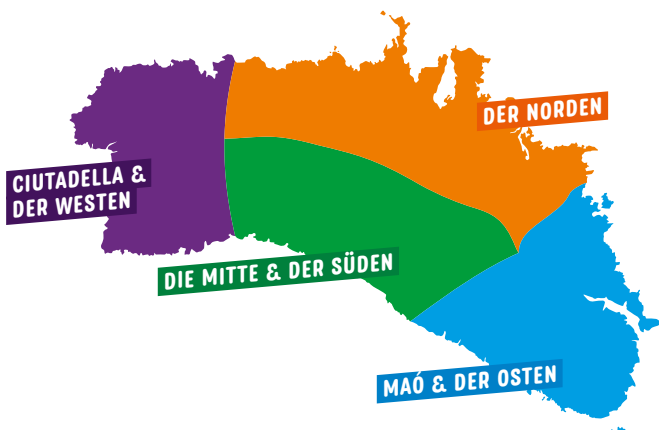 DER NORDEN
CIUTADELLA &
DER WESTEN
DIE MITTE & DER SÜDEN
MAÓ & DER OSTEN